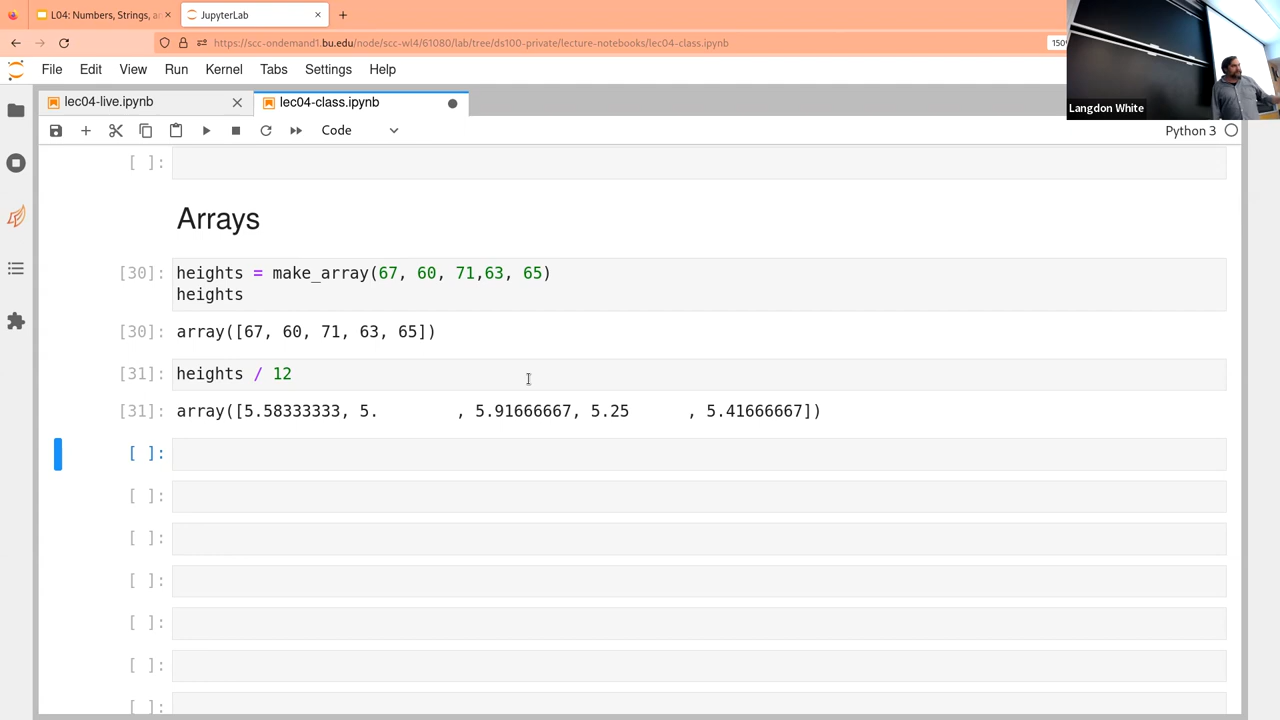 L04: Numbers, Strings, a
JupyterLab
https://scc-ondemand1.bu.edu/node/scc-wl4/61080/lab/tree/ds100-private/lecture-notebooks/lec04-class.ipynb
150
File Edit View Run Kernel Tabs Settings Help
Langdon White
lec04-live.ipynb
lec04-class.ipynb
Code
Python 3
[ ]:
Arrays
[30]: heights = make_array(67, 60, 71,63, 65)
heights
[30]: array([67, 60, 71, 63, 65])
[31]: heights / 12
[31]: array([5.58333333, 5.        , 5.91666667, 5.25      , 5.41666667])
[ ]:
[ ]:
[ ]:
[ ]:
[ ]:
[ ]:
[ ]: